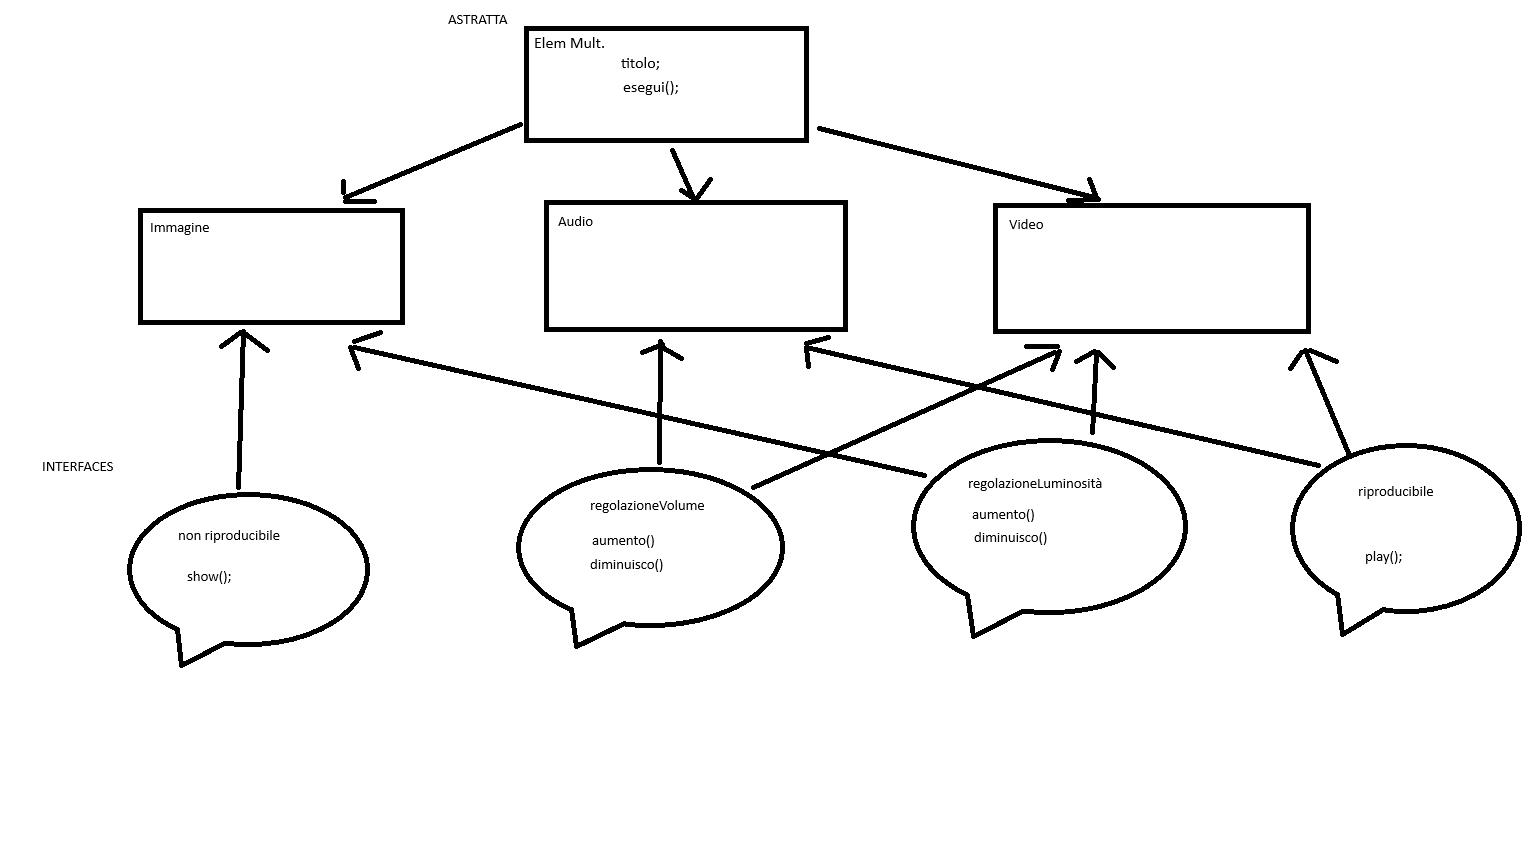 ASTRATTA
Elem Mult.
titolo;
esegui();
Immagine
Audio
Video
INTERFACES
non riproducibile
show();
regolazioneVolume
aumento()
diminuisco()
regolazioneLuminosità
aumento()
diminuisco()
riproducibile
play();